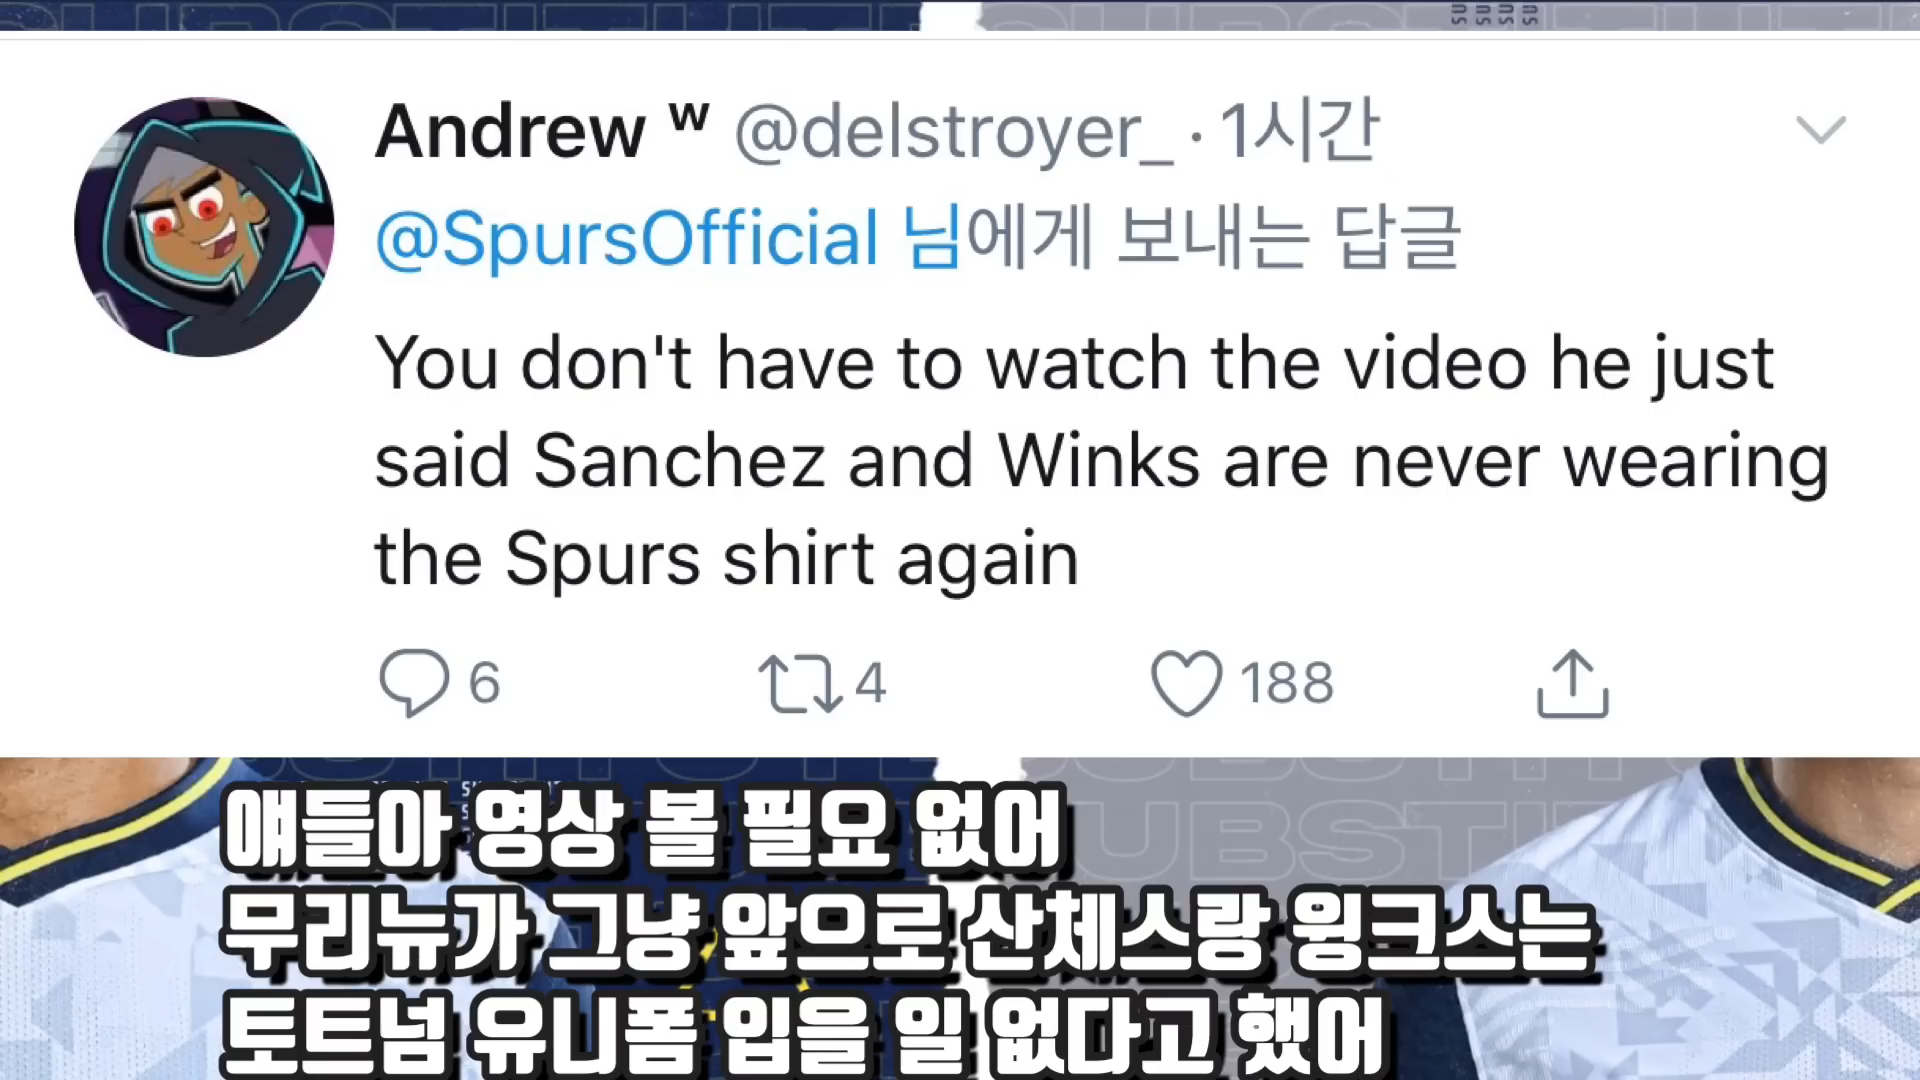 SUBSTITUTE SUBSTITUTE
Andrew ᵂ @delstroyer_ · 1시간
@SpursOfficial 님에게 보내는 답글
You don't have to watch the video he just
said Sanchez and Winks are never wearing
the Spurs shirt again
6 4 188
얘들아 영상 볼 필요 없어
무리뉴가 그냥 앞으로 산체스랑 윙크스는
토트넘 유니폼 입을 일 없다고 했어